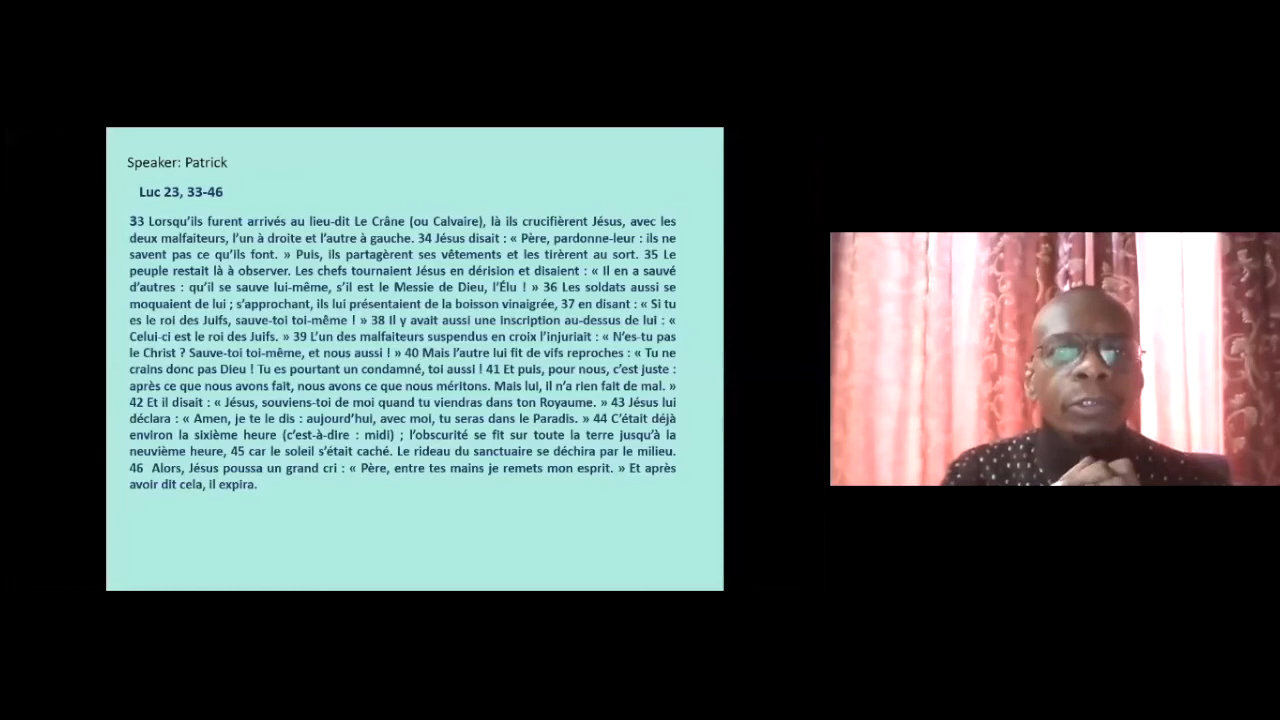 Speaker: Patrick
Luc 23, 33-46
33 Lorsqu'ils furent arrivés au lieu-dit Le Crâne (ou Calvaire), là ils crucifièrent Jésus, avec les
deux malfaiteurs, l'un à droite et l'autre à gauche. 34 Jésus disait : « Père, pardonne-leur : ils ne
savent pas ce qu'ils font. » Puis, ils partagèrent ses vêtements et les tirèrent au sort. 35 Le
peuple restait là à observer. Les chefs tournaient Jésus en dérision et disaient : « Il en a sauvé
d'autres : qu'il se sauve lui-même, s'il est le Messie de Dieu, l'Élu ! » 36 Les soldats aussi se
moquaient de lui ; s'approchant, ils lui présentaient de la boisson vinaigrée, 37 en disant : « Si tu
es le roi des Juifs, sauve-toi toi-même ! » 38 Il y avait aussi une inscription au-dessus de lui : «
Celui-ci est le roi des Juifs. » 39 L'un des malfaiteurs suspendus en croix l'injuriait : « N'es-tu pas
le Christ ? Sauve-toi toi-même, et nous aussi ! » 40 Mais l'autre lui fit de vifs reproches : « Tu ne
crains donc pas Dieu ! Tu es pourtant un condamné, toi aussi ! 41 Et puis, pour nous, c'est juste :
après ce que nous avons fait, nous avons ce que nous méritons. Mais lui, il n'a rien fait de mal. »
42 Et il disait : « Jésus, souviens-toi de moi quand tu viendras dans ton Royaume. » 43 Jésus lui
déclara : « Amen, je te le dis : aujourd'hui, avec moi, tu seras dans le Paradis. » 44 C'était déjà
environ la sixième heure (c'est-à-dire : midi) ; l'obscurité se fit sur toute la terre jusqu'à la
neuvième heure, 45 car le soleil s'était caché. Le rideau du sanctuaire se déchira par le milieu.
46 Alors, Jésus poussa un grand cri : « Père, entre tes mains je remets mon esprit. » Et après
avoir dit cela, il expira.